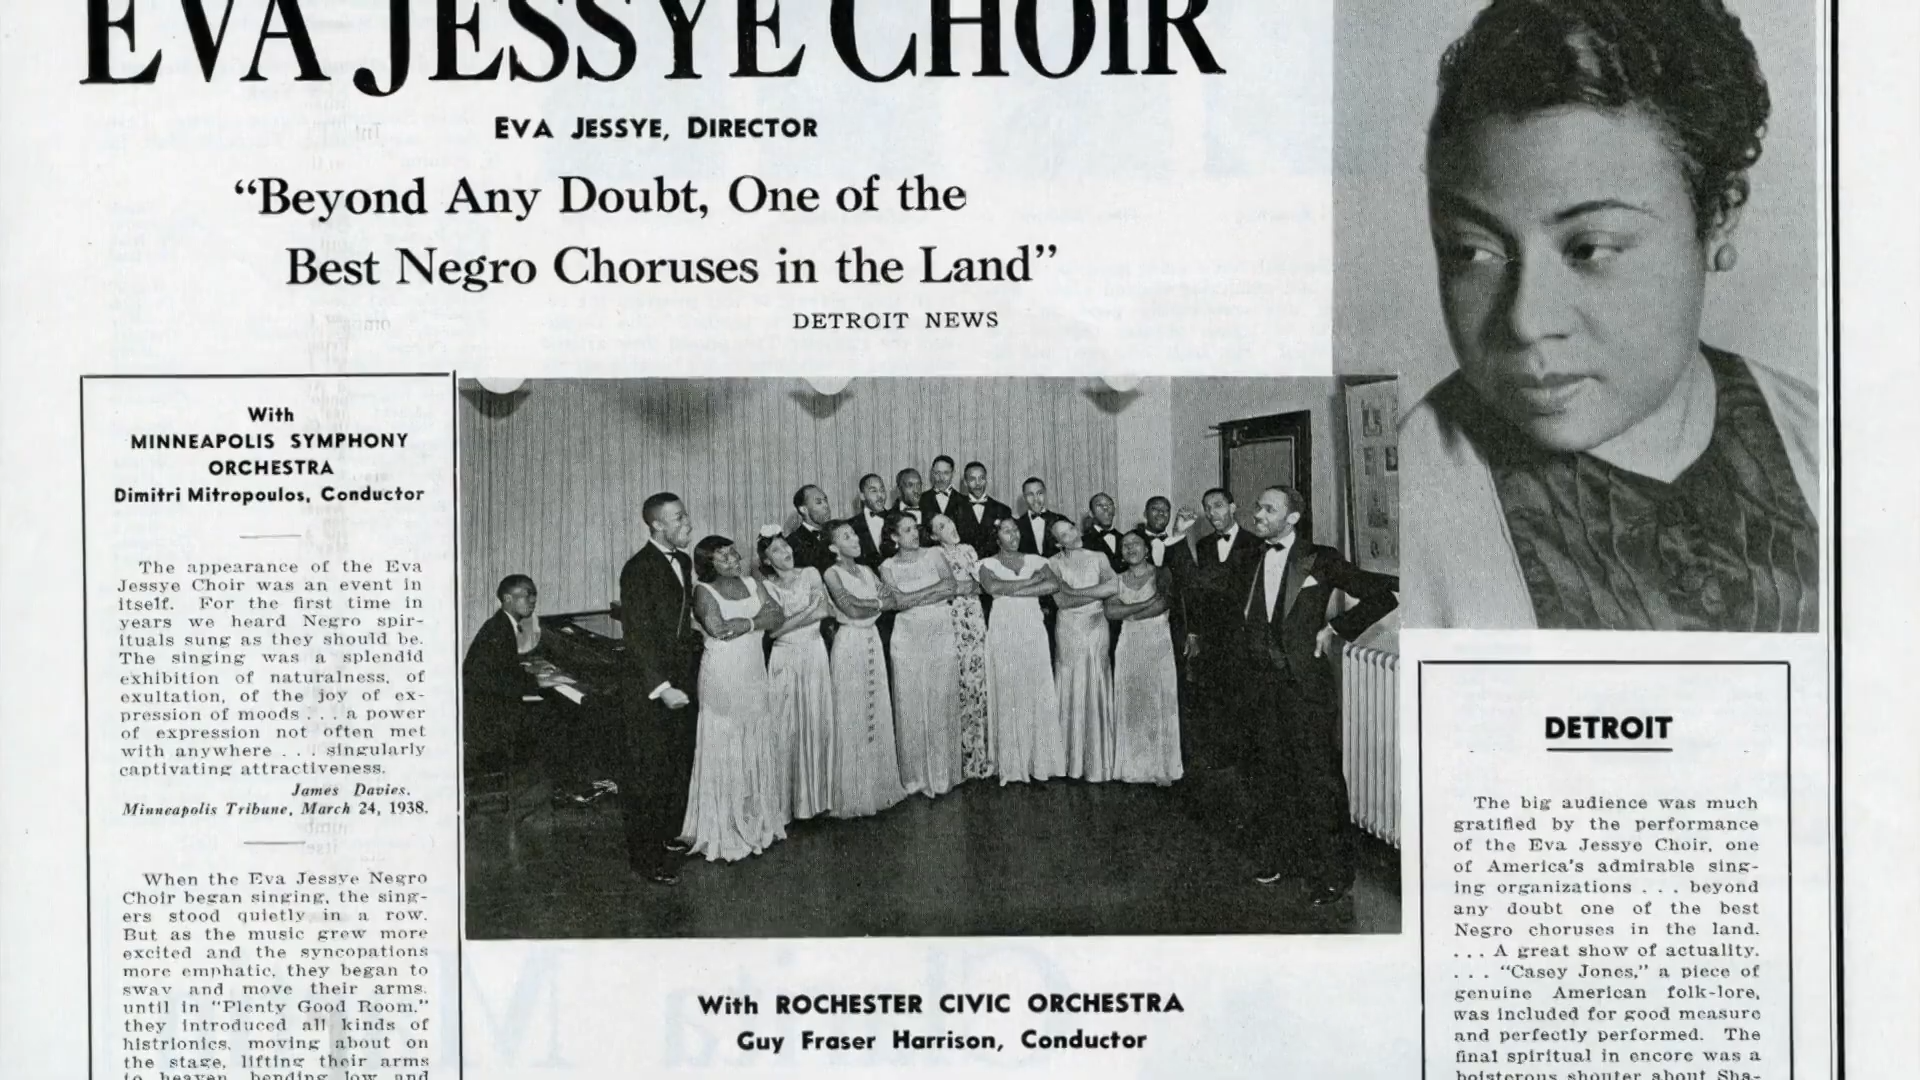 EVA JESSYE CHOIR
EVA JESSYE, DIRECTOR
“Beyond Any Doubt, One of the
Best Negro Choruses in the Land”
DETROIT NEWS
With
MINNEAPOLIS SYMPHONY
ORCHESTRA
Dimitri Mitropoulos, Conductor
The appearance of the Eva
Jessye Choir was an event in
itself. For the first time in
years we heard Negro spir-
ituals sung as they should be.
The singing was a splendid
exhibition of naturalness, of
exultation, of the joy of ex-
pression of moods . . . a power
of expression not often met
with anywhere . . . singularly
captivating attractiveness.
James Davies.
Minneapolis Tribune, March 24, 1938.
When the Eva Jessye Negro
Choir began singing, the sing-
ers stood quietly in a row.
But as the music grew more
excited and the syncopations
more emphatic, they began to
sway and move their arms,
until in "Plenty Good Room,"
they introduced all kinds of
histrionics, moving about on
the stage, lifting their arms
to heaven, bending low and
With ROCHESTER CIVIC ORCHESTRA
Guy Fraser Harrison, Conductor
DETROIT
The big audience was much
gratified by the performance
of the Eva Jessye Choir, one
of America's admirable sing-
ing organizations . . . beyond
any doubt one of the best
Negro choruses in the land.
. . . A great show of actuality.
. . . "Casey Jones," a piece of
genuine American folk-lore,
was included for good measure
and perfectly performed. The
final spiritual in encore was a
boisterous shouter about Sha-